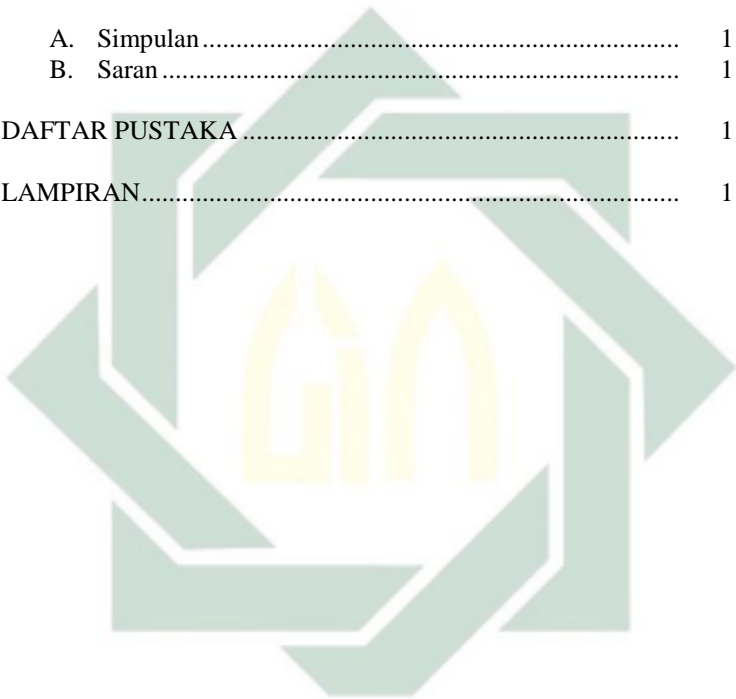 A. Simpulan ........................................................................ 1
B. Saran .............................................................................. 1
DAFTAR PUSTAKA ................................................................. 1
LAMPIRAN ................................................................................ 1